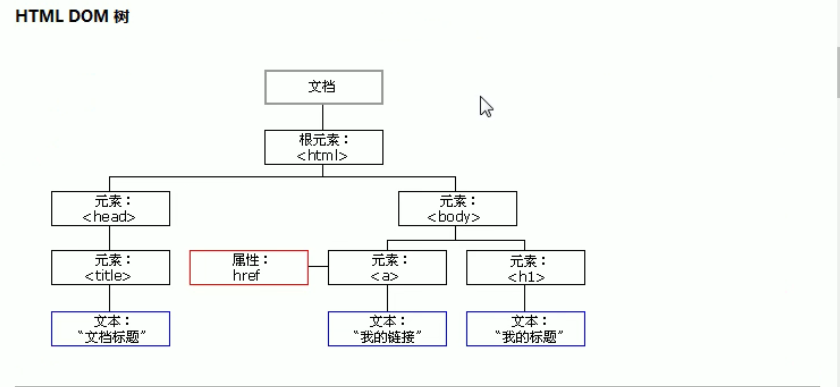 HTML DOM 树
文档
根元素：
<html>
元素：
<head>
元素：
<body>
元素：
<title>
属性：
href
元素：
<a>
元素：
<h1>
文本：
“文档标题”
文本：
“我的链接”
文本：
“我的标题”